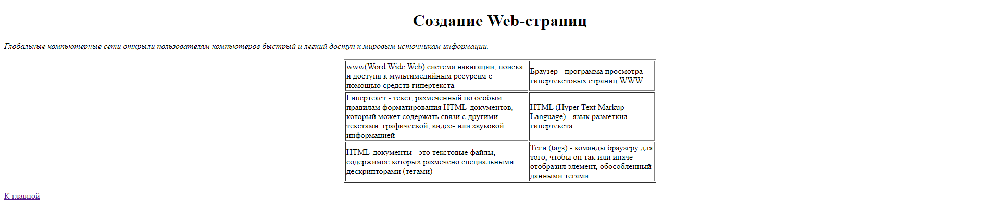 Создание Web-страниц
Глобальные компьютерные сети открыли пользователям компьютеров быстрый и легкий доступ к мировым источникам информации.
www(Word Wide Web) система навигации, поиска
и доступа к мультимедийным ресурсам с
помощью средств гипертекста
Браузер - программа просмотра
гипертекстовых страниц WWW
Гипертекст - текст, размеченный по особым
правилам форматирования HTML-документов,
который может содержать связи с другими
текстами, графической, видео- или звуковой
информацией
HTML (Hyper Text Markup
Language) - язык разметкиа
гипертекста
HTML-документы - это текстовые файлы,
содержимое которых размечено специальными
дескрипторами (тегами)
Теги (tags) - команды браузеру для
того, чтобы он так или иначе
отобразил элемент, обособленный
данными тегами
К главной